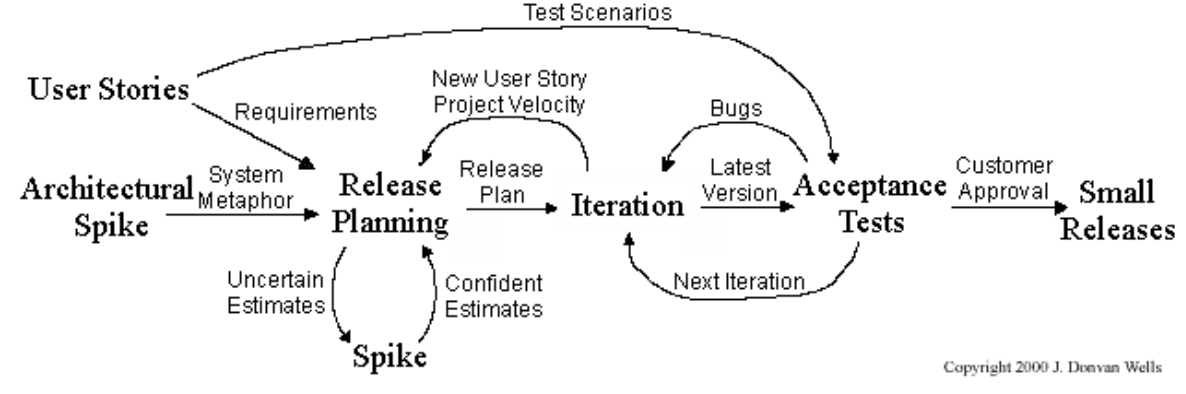 Test Scenarios
User Stories
New User Story
Project Velocity
Bugs
Requirements
Architectural
Spike
System
Metaphor
Release
Planning
Release
Plan
Iteration
Latest
Version
Acceptance
Tests
Customer
Approval
Small
Releases
Uncertain
Estimates
Confident
Estimates
Next Iteration
Spike
Copyright 2000 J. Donvan Wells